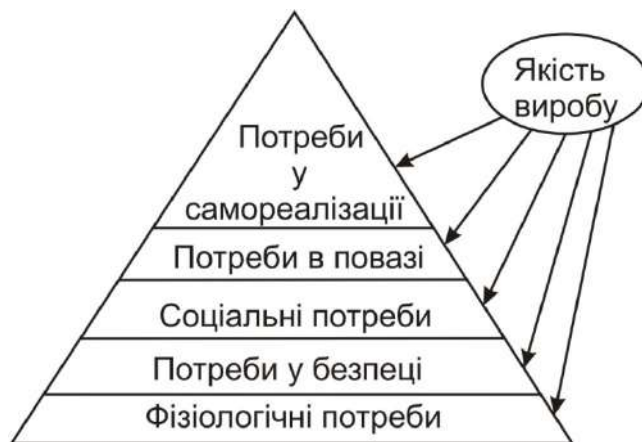 Якість
виробу
Потреби
у
самореалізації
Потреби в повазі
Соціальні потреби
Потреби у безпеці
Фізіологічні потреби